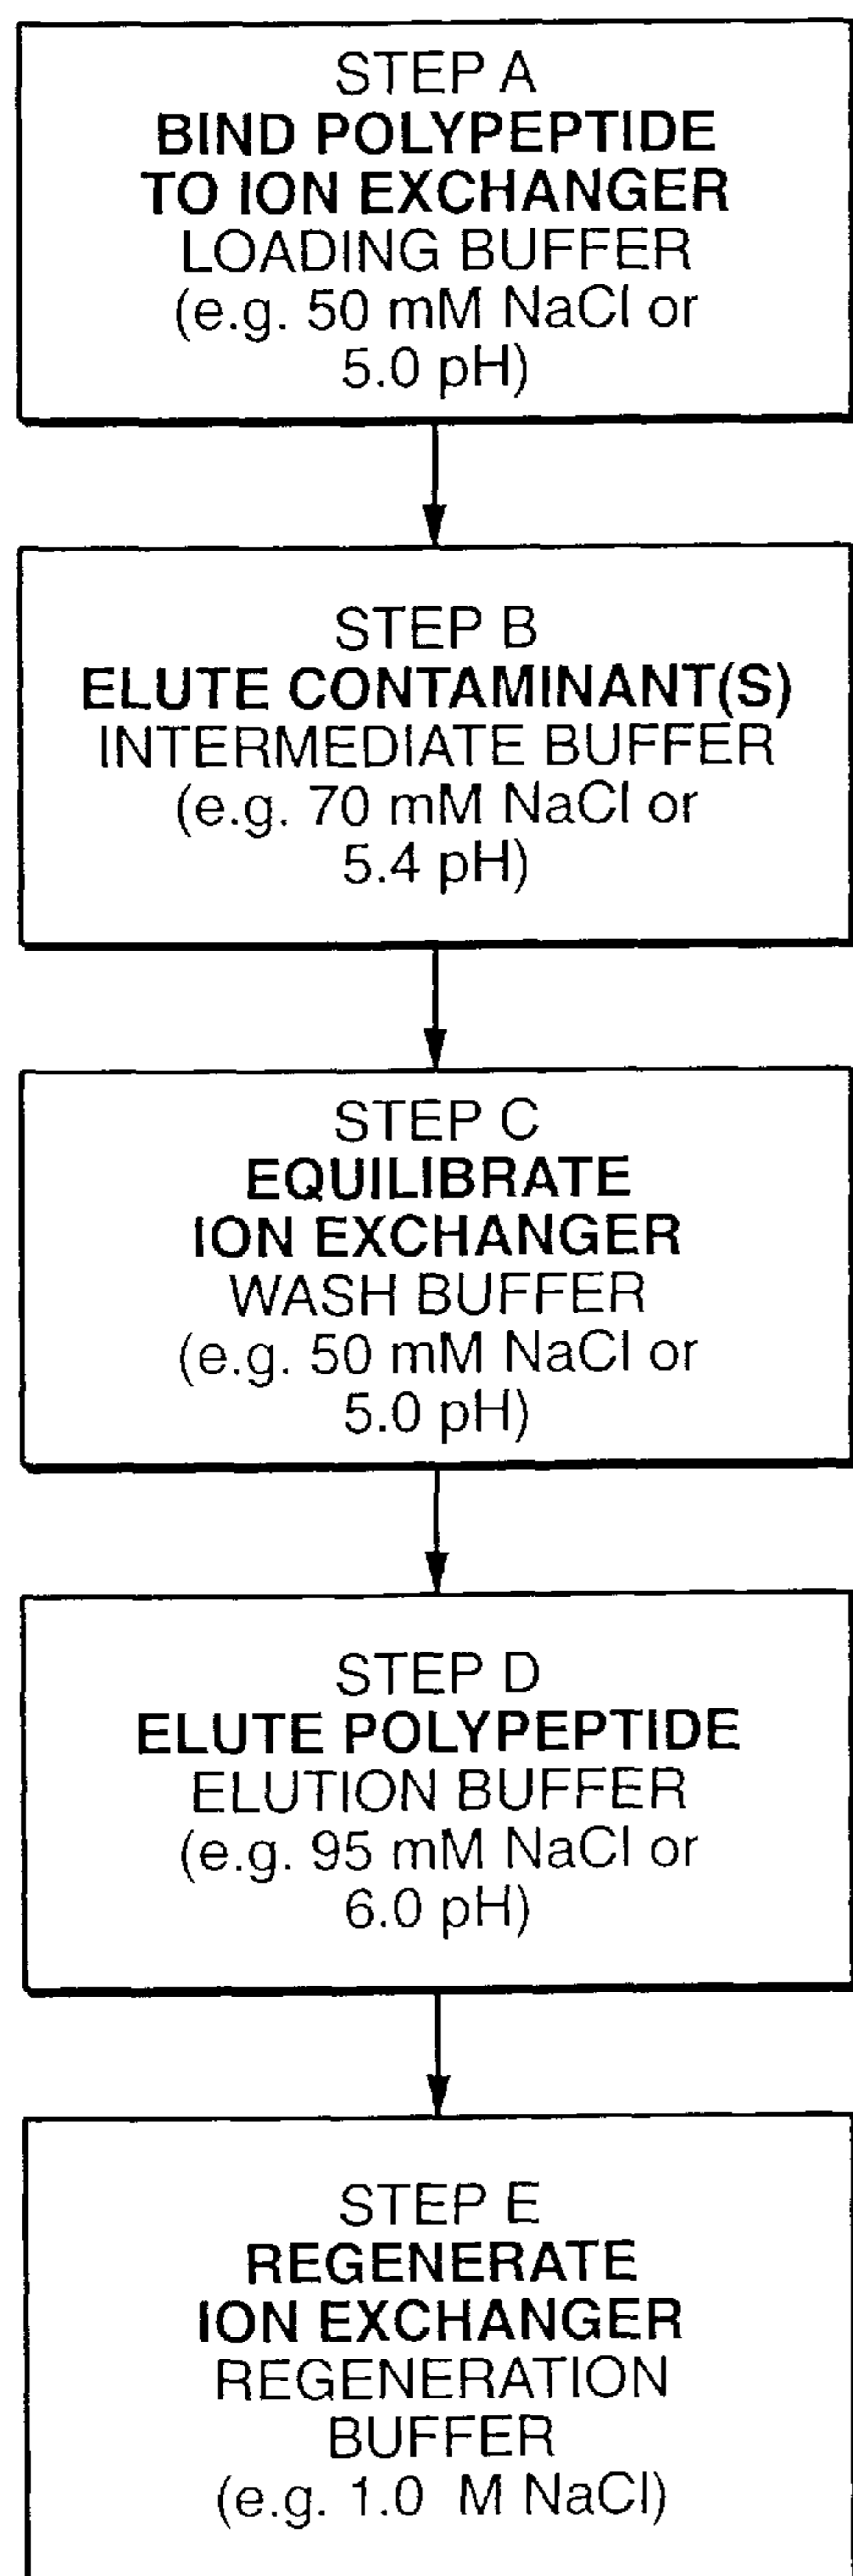 STEP A
BIND POLYPEPTIDE
TO ION EXCHANGER
LOADING BUFFER
(e.g. 50 mM NaCl or
5.0 pH)
STEP B
ELUTE CONTAMINANT(S)
INTERMEDIATE BUFFER
(e.g. 70 mM NaCl or
5.4 pH)
STEP C
EQUILIBRATE
ION EXCHANGER
WASH BUFFER
(e.g. 50 mM NaCl or
5.0 pH)
STEP D
ELUTE POLYPEPTIDE
ELUTION BUFFER
(e.g. 95 mM NaCl or
6.0 pH)
STEP E
REGENERATE
ION EXCHANGER
REGENERATION
BUFFER
(e.g. 1.0 M NaCl)